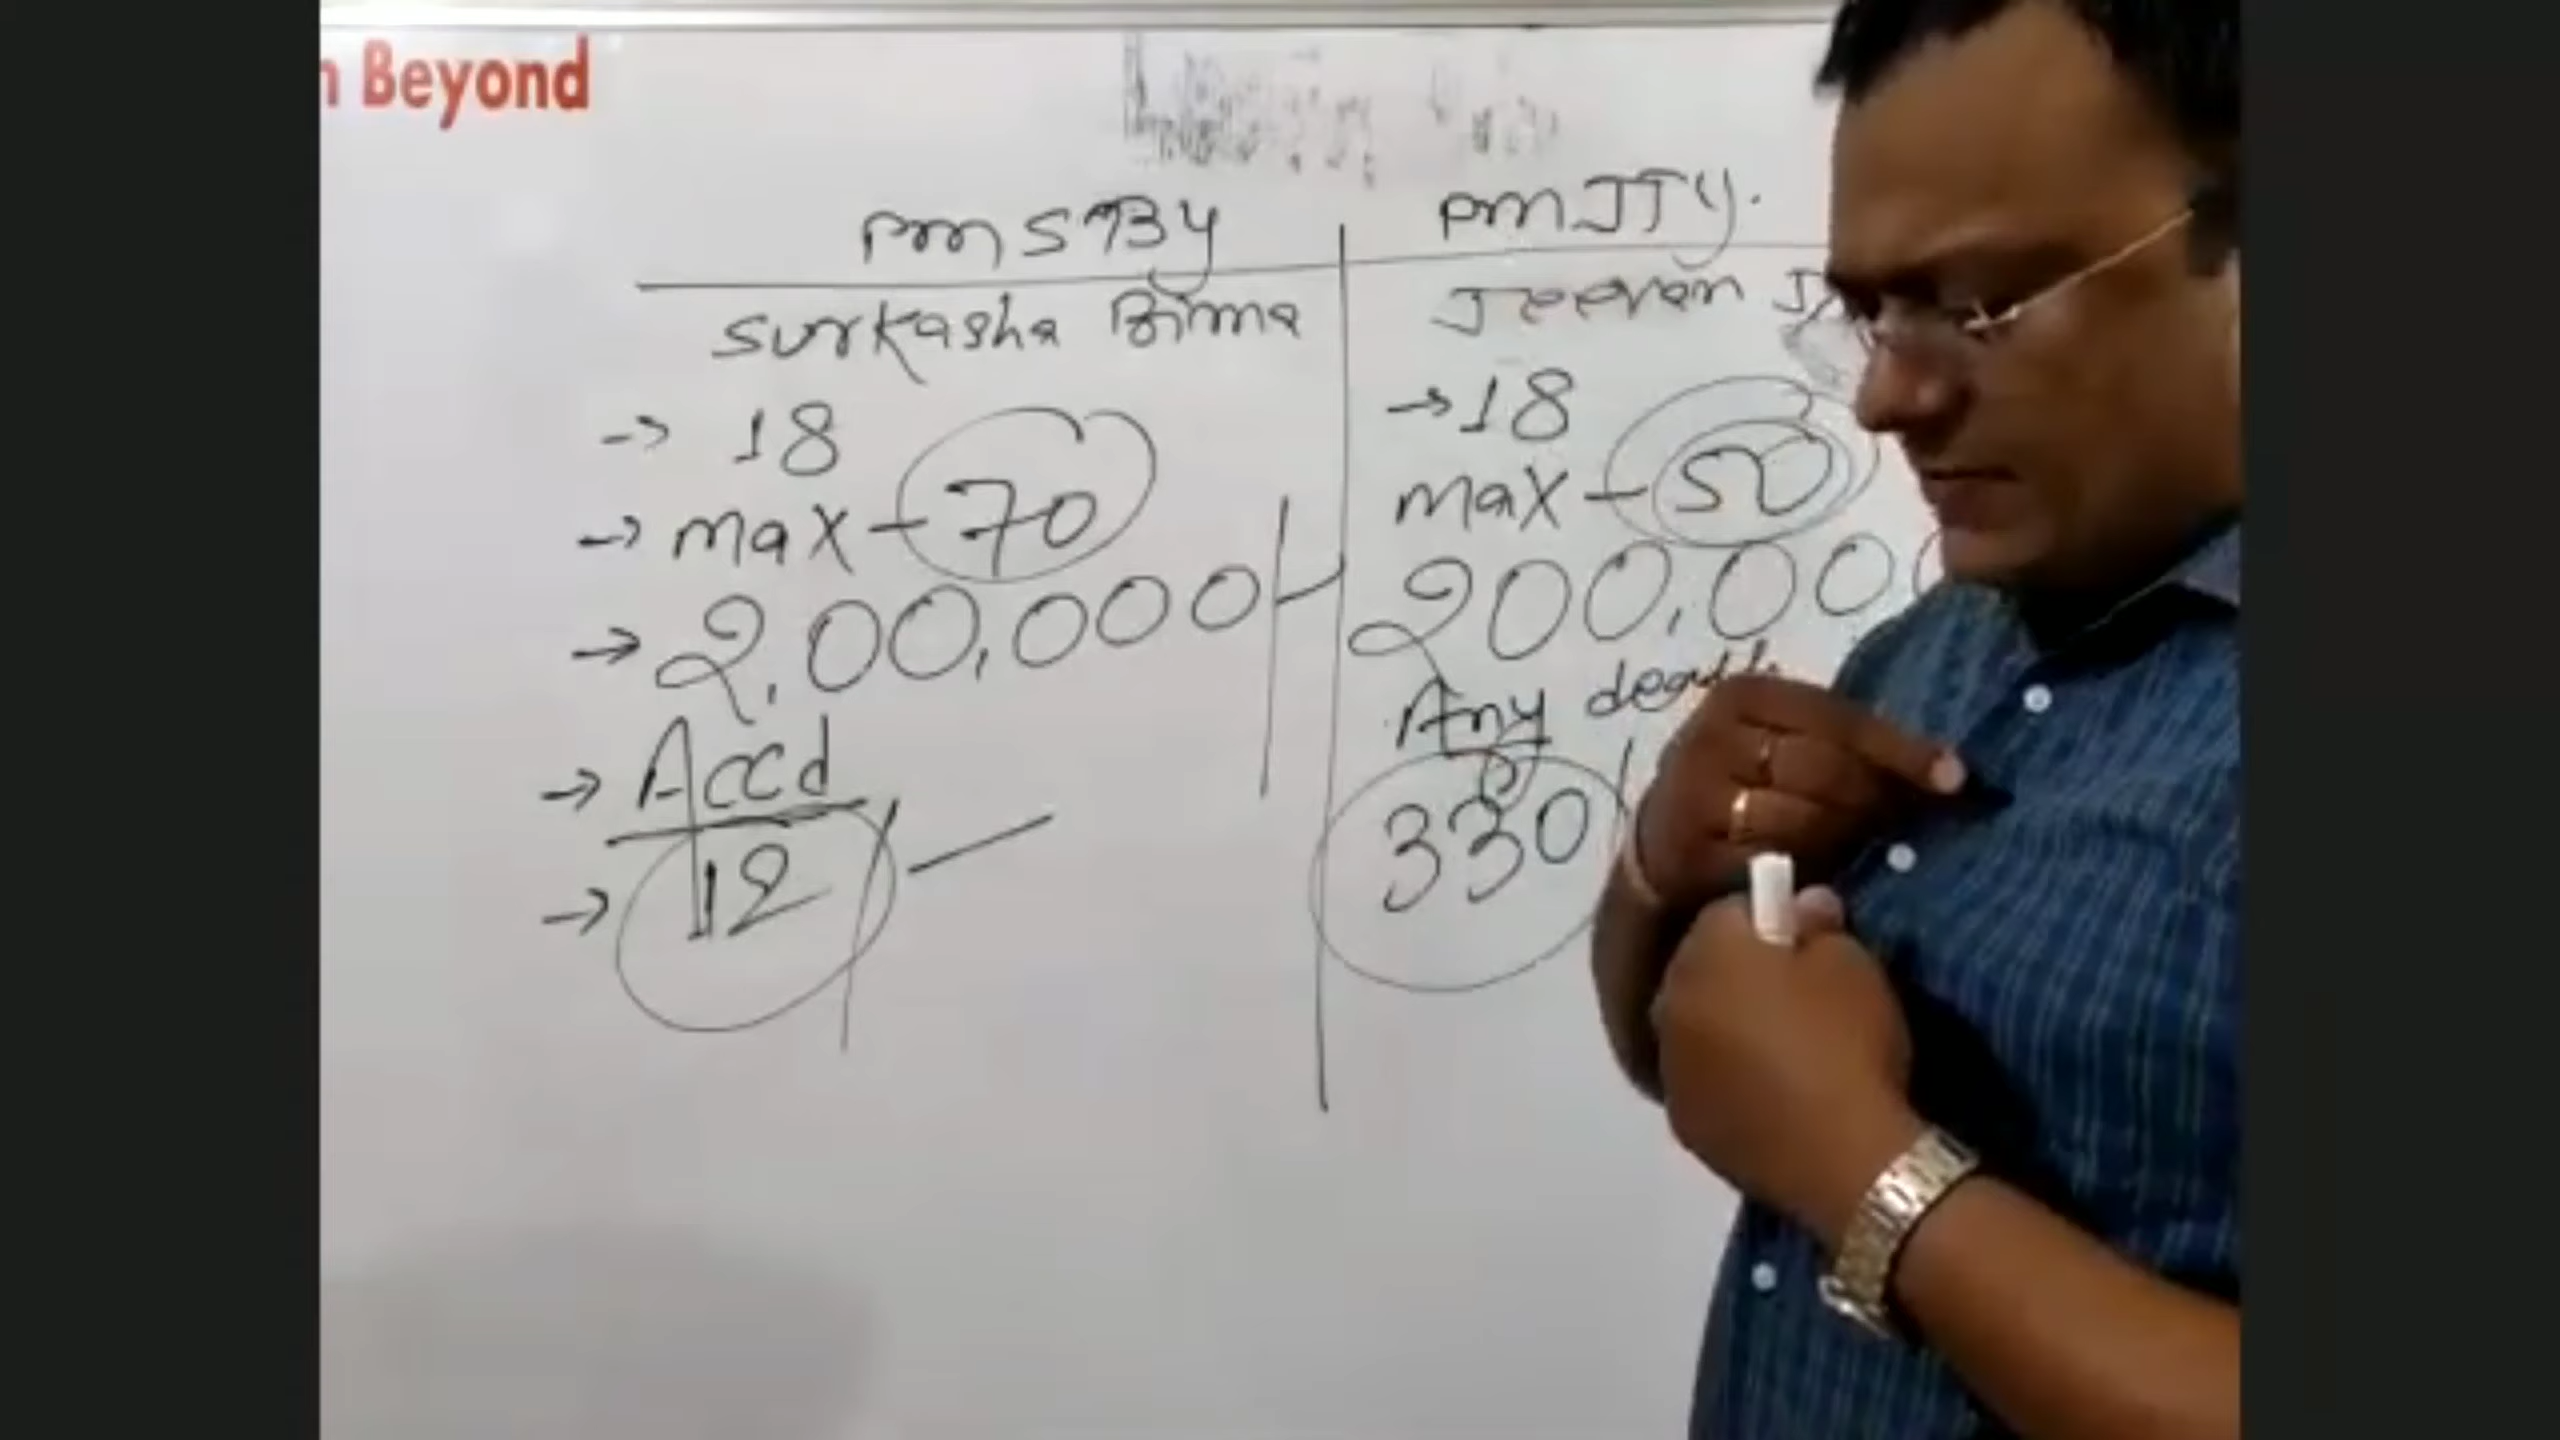 n Beyond
PMSBY
PMJJY.
Surkasha Bima
Jeevan J
→ 18
→ 18
→ max - 70
max - 50
→ 2,00,000
200,00
→ Accd
Any death
→ 12
330